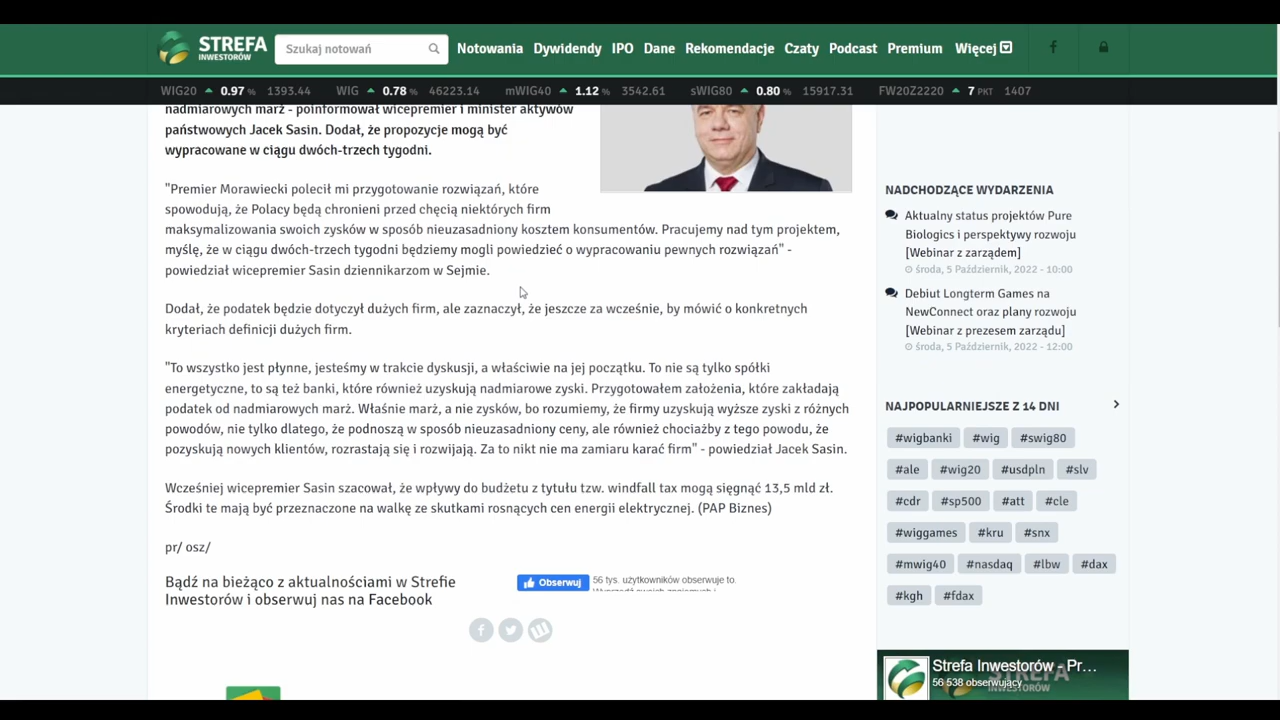 STREFA
INWESTORÓW
Szukaj notowań
Notowania Dywidendy IPO Dane Rekomendacje Czaty Podcast Premium Więcej
WIG20 0.97 % 1393.44 WIG 0.78 % 46223.14 mWIG40 1.12 % 3542.61 sWIG80 0.80 % 15917.31 FW20Z2220 7 PKT 1407
nadmiarowych marż - poinformował wicepremier i minister aktywów
państwowych Jacek Sasin. Dodał, że propozycje mogą być
wypracowane w ciągu dwóch-trzech tygodni.
"Premier Morawiecki polecił mi przygotowanie rozwiązań, które
spowodują, że Polacy będą chronieni przed chęcią niektórych firm
maksymalizowania swoich zysków w sposób nieuzasadniony kosztem konsumentów. Pracujemy nad tym projektem,
myślę, że w ciągu dwóch-trzech tygodni będziemy mogli powiedzieć o wypracowaniu pewnych rozwiązań" -
powiedział wicepremier Sasin dziennikarzom w Sejmie.
Dodał, że podatek będzie dotyczył dużych firm, ale zaznaczył, że jeszcze za wcześnie, by mówić o konkretnych
kryteriach definicji dużych firm.
"To wszystko jest płynne, jesteśmy w trakcie dyskusji, a właściwie na jej początku. To nie są tylko spółki
energetyczne, to są też banki, które również uzyskują nadmiarowe zyski. Przygotowałem założenia, które zakładają
podatek od nadmiarowych marż. Właśnie marż, a nie zysków, bo rozumiemy, że firmy uzyskują wyższe zyski z różnych
powodów, nie tylko dlatego, że podnoszą w sposób nieuzasadniony ceny, ale również chociażby z tego powodu, że
pozyskują nowych klientów, rozrastają się i rozwijają. Za to nikt nie ma zamiaru karać firm" - powiedział Jacek Sasin.
Wcześniej wicepremier Sasin szacował, że wpływy do budżetu z tytułu tzw. windfall tax mogą sięgnąć 13,5 mld zł.
Środki te mają być przeznaczone na walkę ze skutkami rosnących cen energii elektrycznej. (PAP Biznes)
pr/ osz/
Bądź na bieżąco z aktualnościami w Strefie
Inwestorów i obserwuj nas na Facebook
Obserwuj
56 tys. użytkowników obserwuje to.
NADCHODZĄCE WYDARZENIA
Aktualny status projektów Pure
Biologics i perspektywy rozwoju
[Webinar z zarządem]
środa, 5 Październik, 2022 - 10:00
Debiut Longterm Games na
NewConnect oraz plany rozwoju
[Webinar z prezesem zarządu]
środa, 5 Październik, 2022 - 12:00
NAJPOPULARNIEJSZE Z 14 DNI
#wigbanki #wig #swig80
#ale #wig20 #usdpln #slv
#cdr #sp500 #att #cle
#wiggames #kru #snx
#mwig40 #nasdaq #lbw #dax
#kgh #fdax
Strefa Inwestorów - Pr...
56 538 obserwujący